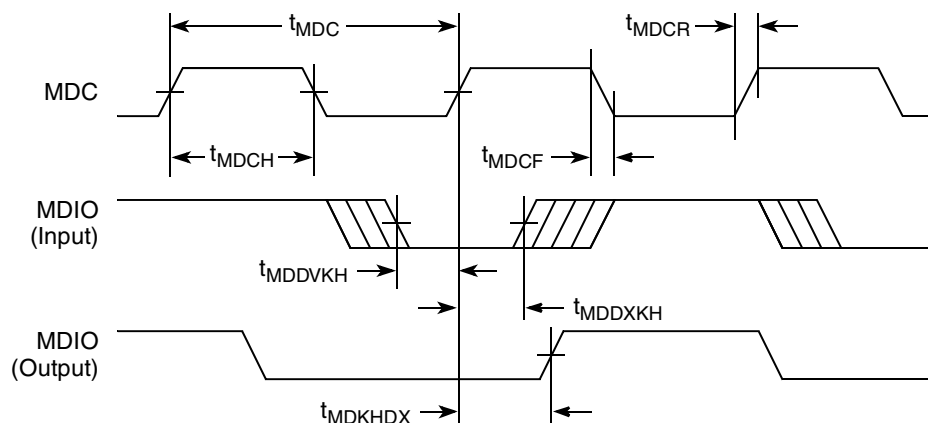 tMDC
tMDCR
MDC
tMDCH
tMDCF
MDIO
(Input)
tMDDVKH
tMDDXKH
MDIO
(Output)
tMDKHDX